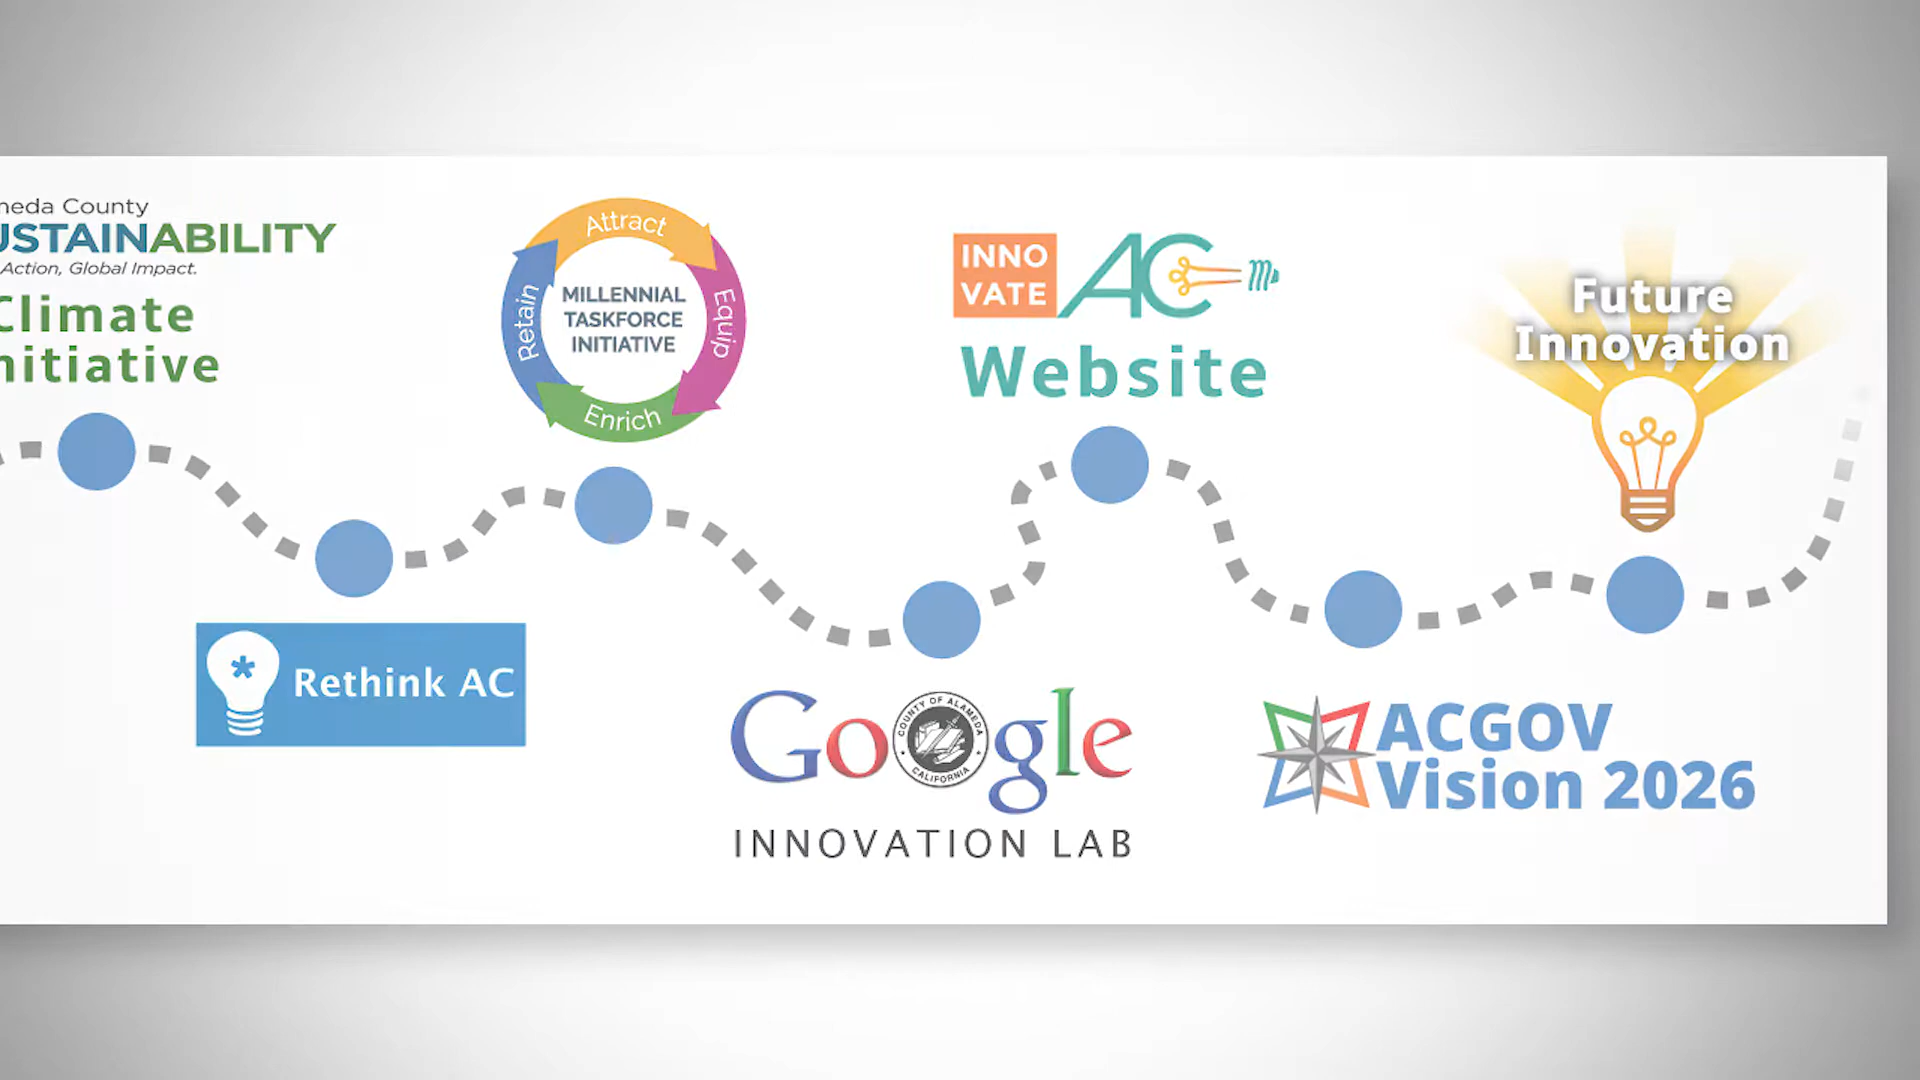 neda County
USTAINABILITY
Action, Global Impact.
Climate
nitiative
Attract
Equip
Enrich
Retain
MILLENNIAL
TASKFORCE
INITIATIVE
INNO
VATE
AC
Website
Future
Innovation
* Rethink AC
Google
COUNTY OF ALAMEDA
CALIFORNIA
INNOVATION LAB
ACGOV
Vision 2026